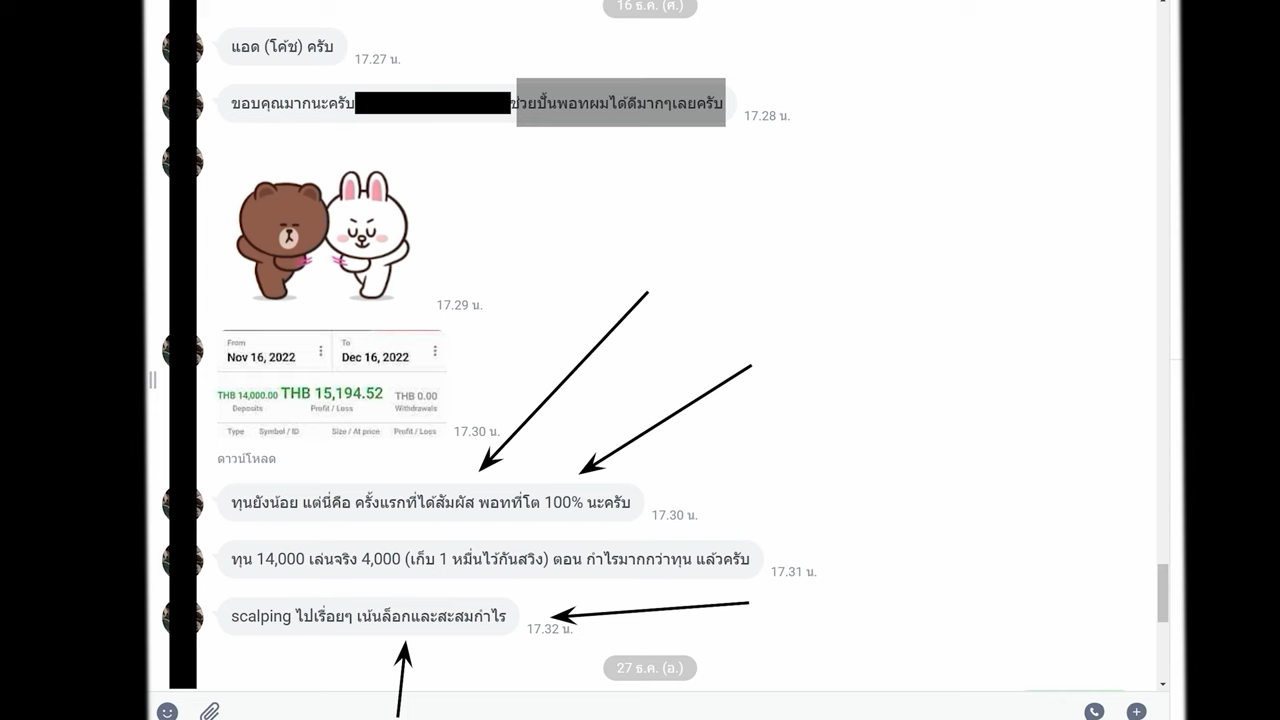 16 ธ.ค. (ศ.)
แอด (โค้ช) ครับ
17.27 น.
ขอบคุณมากนะครับ ช่วยปั้นพอทผมได้ดีมากๆเลยครับ
17.28 น.
17.29 น.
From To
Nov 16, 2022 Dec 16, 2022
THB 14,000.00 THB 15,194.52 THB 0.00
Deposits Profit / Loss Withdrawals
Type Symbol / ID Size / At price Profit / Loss
17.30 น.
ดาวน์โหลด
ทุนยังน้อย แต่นี่คือ ครั้งแรกที่ได้สัมผัส พอทที่โต 100% นะครับ
17.30 น.
ทุน 14,000 เล่นจริง 4,000 (เก็บ 1 หมื่นไว้กันสวิง) ตอน กำไรมากกว่าทุน แล้วครับ
17.31 น.
scalping ไปเรื่อยๆ เน้นล็อกและสะสมกำไร
17.32 น.
27 ธ.ค. (อ.)